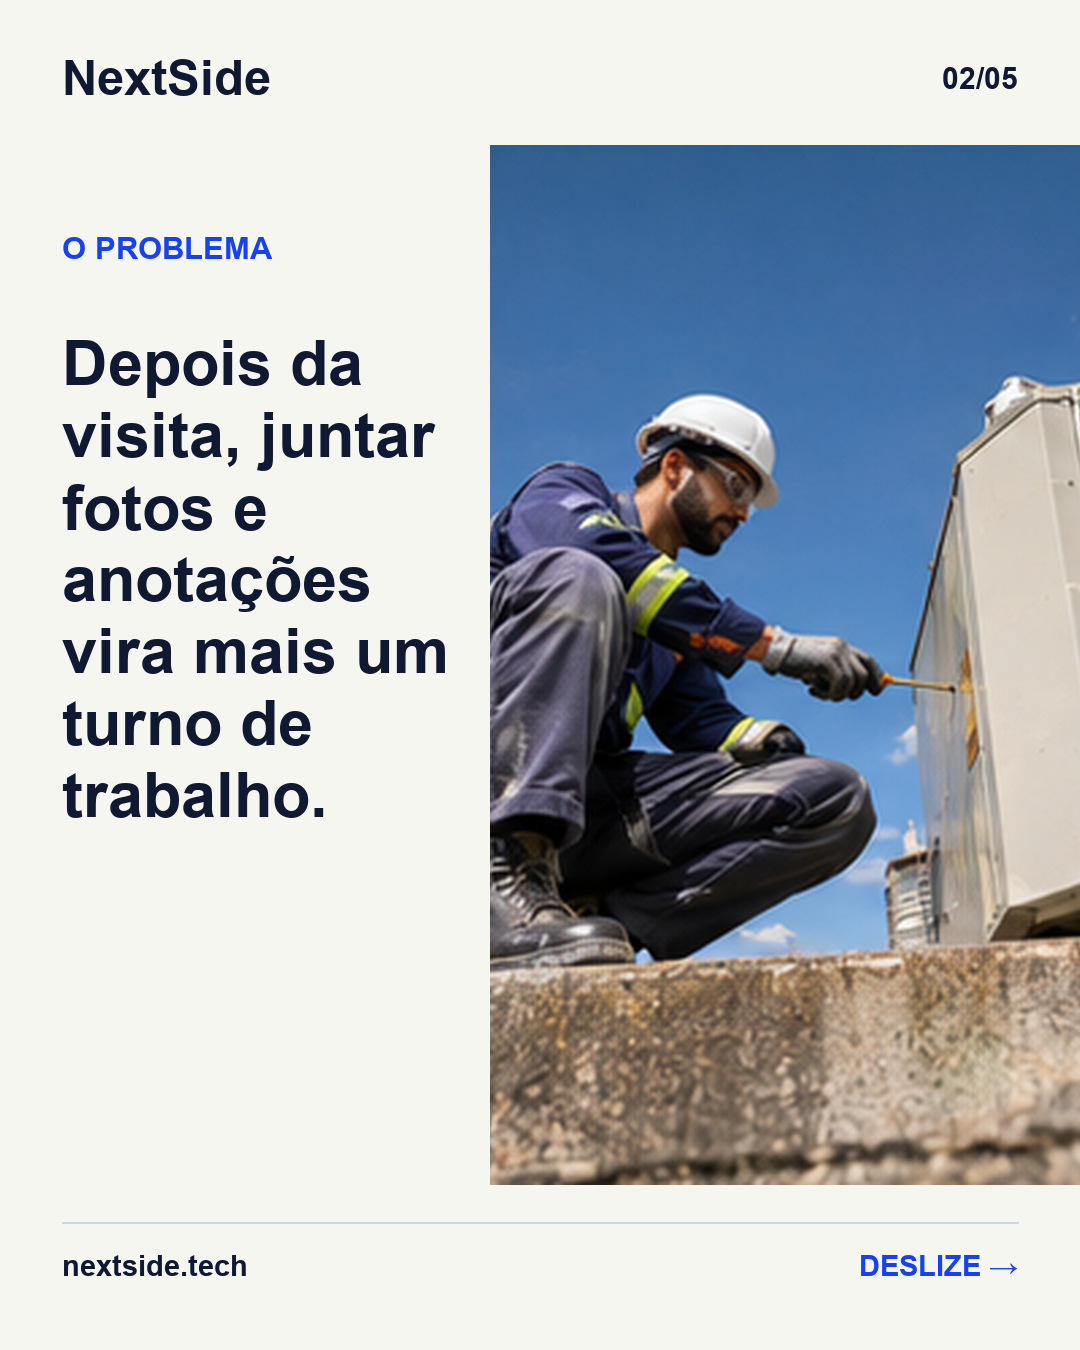 NextSide
02/05
O PROBLEMA
Depois da
visita, juntar
fotos e
anotações
vira mais um
turno de
trabalho.
nextside.tech
DESLIZE →